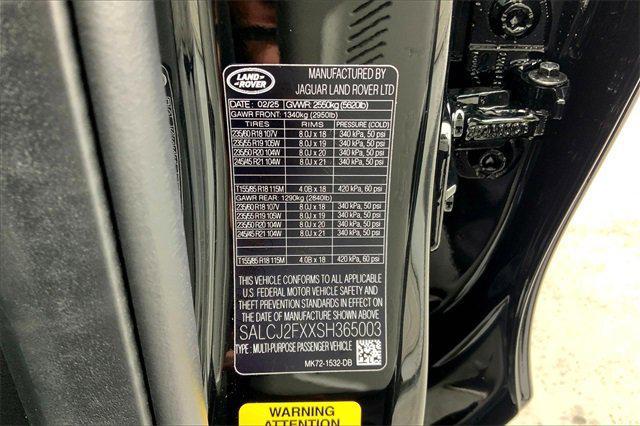 LAND-
ROVER
MANUFACTURED BY
JAGUAR LAND ROVER LTD
DATE : 02/25 GVWR: 2550kg (5620lb)
GAWR FRONT: 1340kg (2950lb)
TIRES RIMS PRESSURE (COLD)
235/60 R18 107V 8.0J x 18 340 kPa, 50 psi
235/55 R19 105W 8.0J x 19 340 kPa, 50 psi
235/50 R20 104W 8.0J x 20 340 kPa, 50 psi
245/45 R21 104W 8.0J x 21 340 kPa, 50 psi
T155/85 R18 115M 4.0B x 18 420 kPa, 60 psi
GAWR REAR: 1290kg (2840lb)
235/60 R18 107V 8.0J x 18 340 kPa, 50 psi
235/55 R19 105W 8.0J x 19 340 kPa, 50 psi
235/50 R20 104W 8.0J x 20 340 kPa, 50 psi
245/45 R21 104W 8.0J x 21 340 kPa, 50 psi
T155/85 R18 115M 4.0B x 18 420 kPa, 60 psi
THIS VEHICLE CONFORMS TO ALL APPLICABLE
U.S. FEDERAL MOTOR VEHICLE SAFETY AND
THEFT PREVENTION STANDARDS IN EFFECT ON
THE DATE OF MANUFACTURE SHOWN ABOVE
SALCJ2FXXSH365003
TYPE : MULTI-PURPOSE PASSENGER VEHICLE
MK72-1532-DB
WARNING
ATTENTION